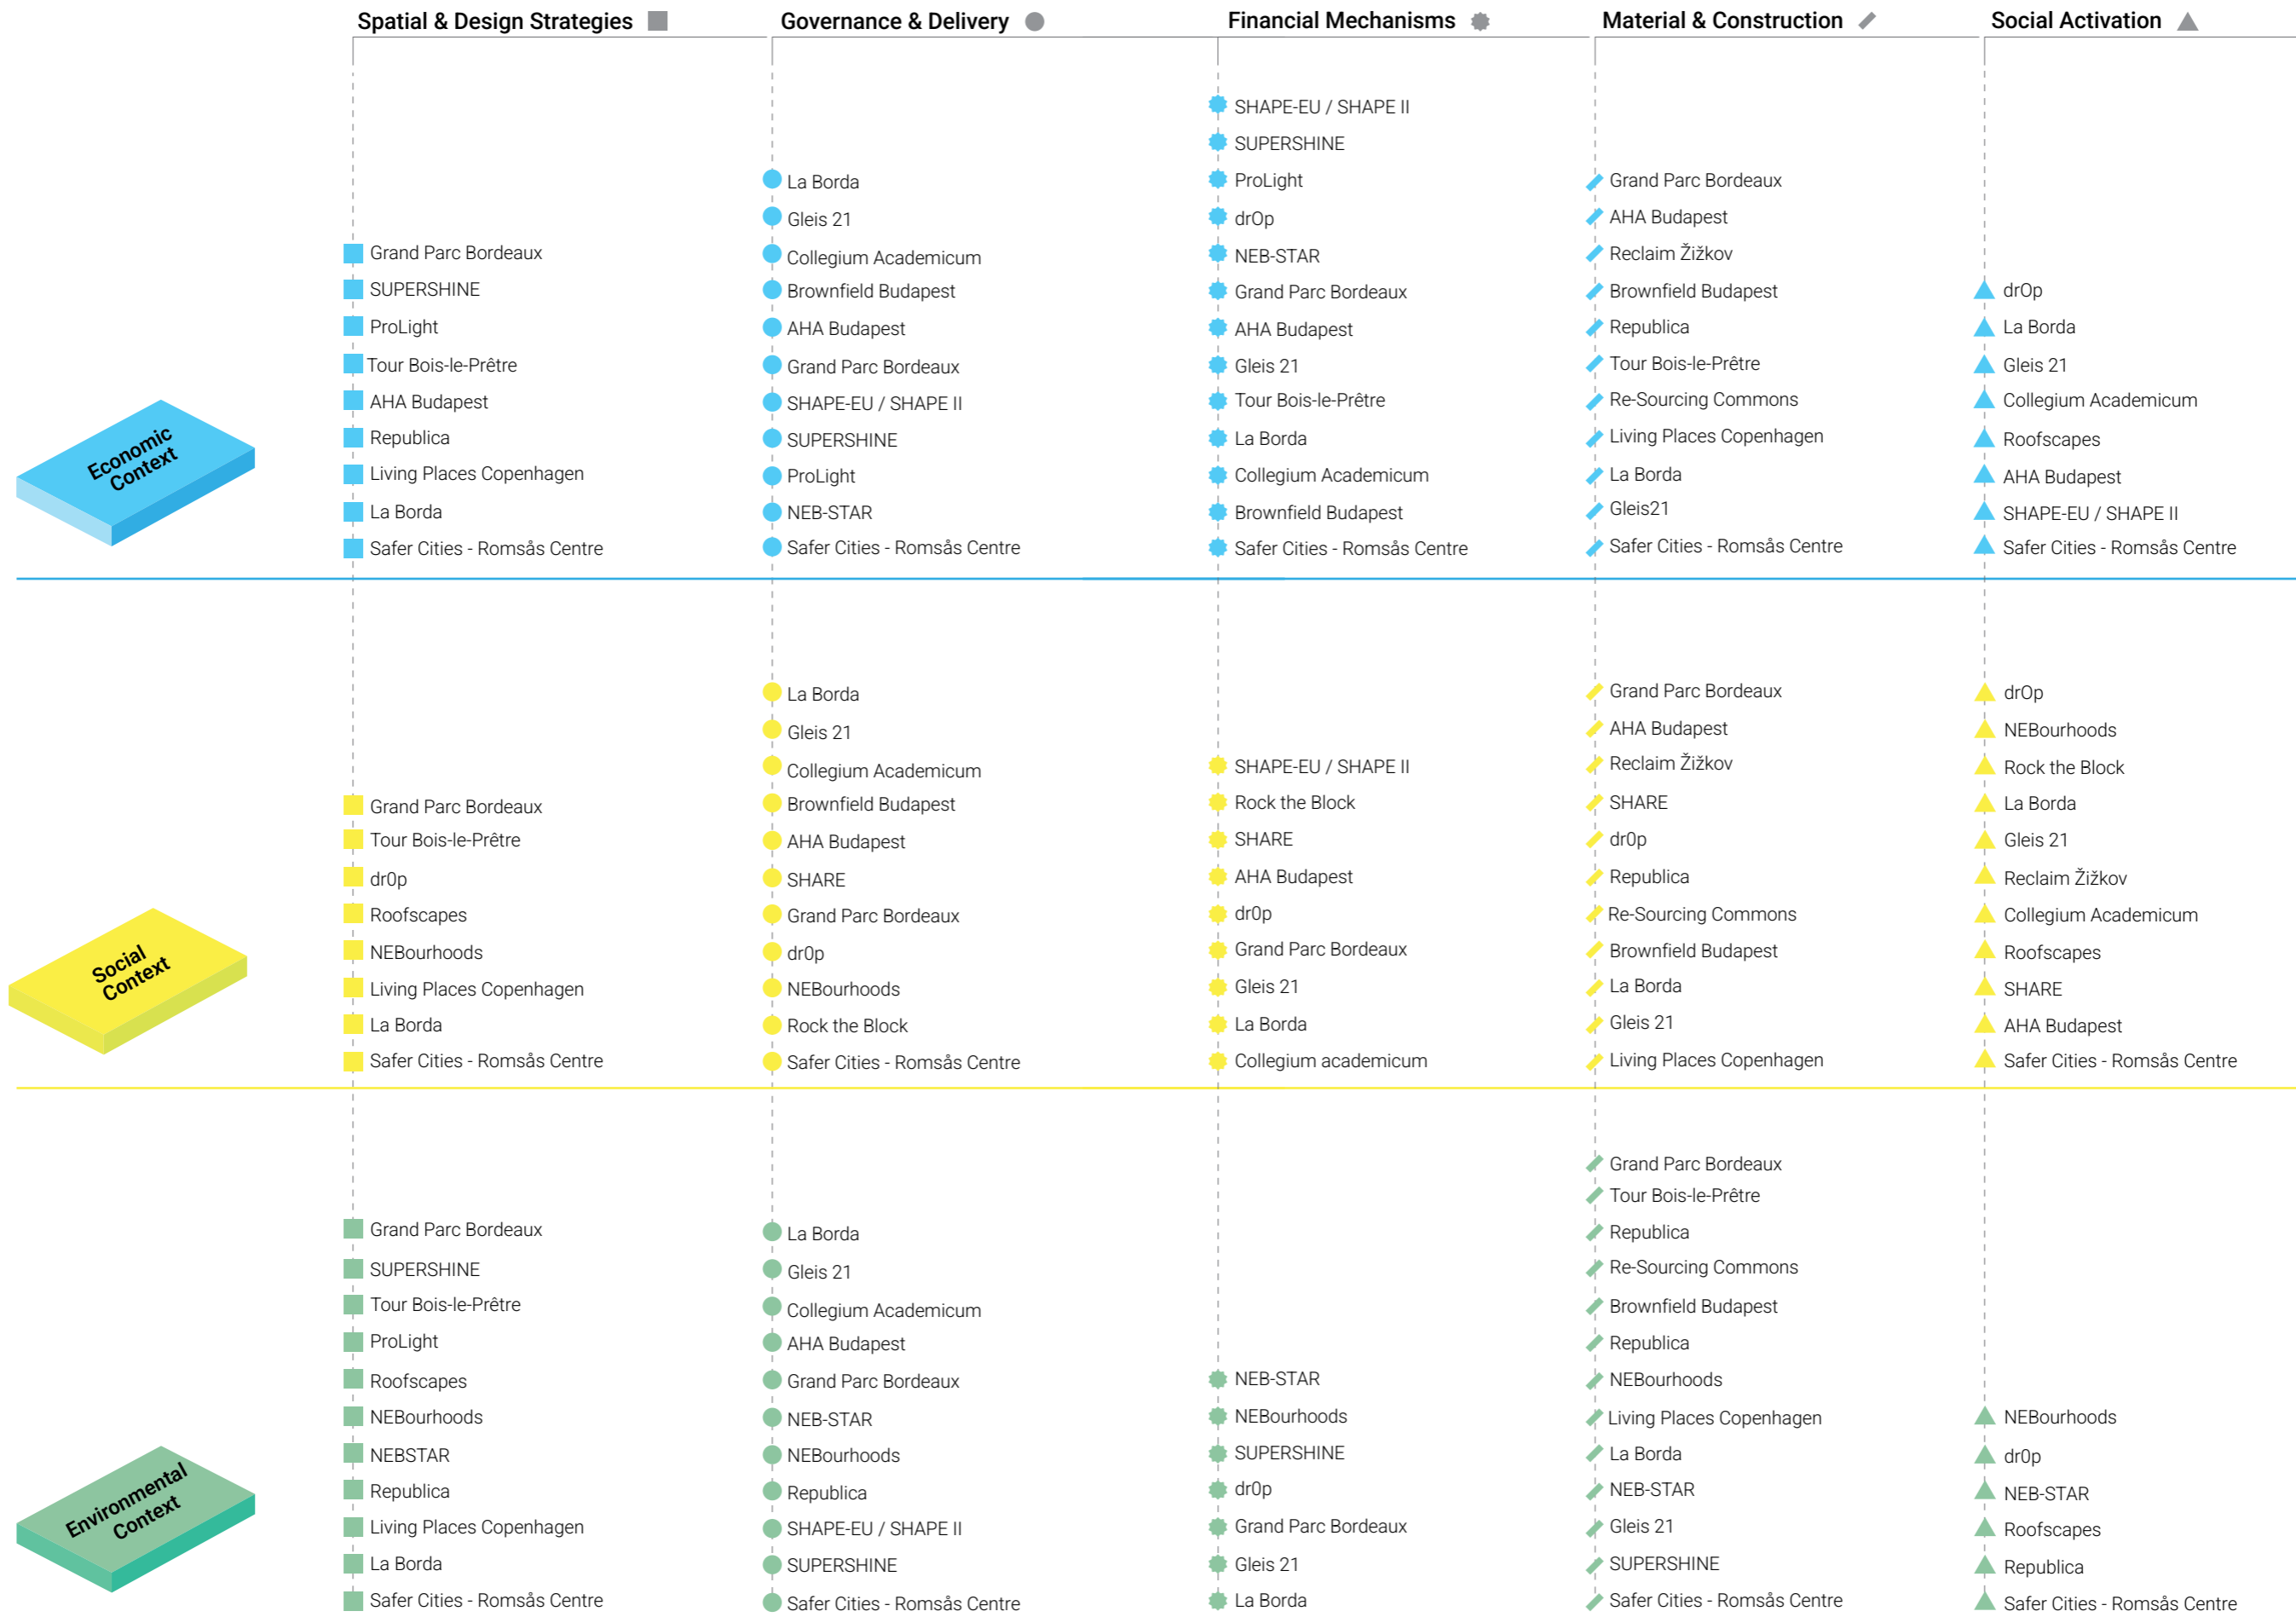 Spatial & Design Strategies
Governance & Delivery
Financial Mechanisms
Material & Construction
Social Activation
Economic
Context
Grand Parc Bordeaux
SUPERSHINE
ProLight
Tour Bois-le-Prêtre
AHA Budapest
Republica
Living Places Copenhagen
La Borda
Safer Cities - Romsås Centre
La Borda
Gleis 21
Collegium Academicum
Brownfield Budapest
AHA Budapest
Grand Parc Bordeaux
SHAPE-EU / SHAPE II
SUPERSHINE
ProLight
NEB-STAR
Safer Cities - Romsås Centre
SHAPE-EU / SHAPE II
SUPERSHINE
ProLight
drOp
NEB-STAR
Grand Parc Bordeaux
AHA Budapest
Gleis 21
Tour Bois-le-Prêtre
La Borda
Collegium Academicum
Brownfield Budapest
Safer Cities - Romsås Centre
Grand Parc Bordeaux
AHA Budapest
Reclaim Žižkov
Brownfield Budapest
Republica
Tour Bois-le-Prêtre
Re-Sourcing Commons
Living Places Copenhagen
La Borda
Gleis21
Safer Cities - Romsås Centre
drOp
La Borda
Gleis 21
Collegium Academicum
Roofscapes
AHA Budapest
SHAPE-EU / SHAPE II
Safer Cities - Romsås Centre
Social
Context
Grand Parc Bordeaux
Tour Bois-le-Prêtre
dr0p
Roofscapes
NEBourhoods
Living Places Copenhagen
La Borda
Safer Cities - Romsås Centre
La Borda
Gleis 21
Collegium Academicum
Brownfield Budapest
AHA Budapest
SHARE
Grand Parc Bordeaux
dr0p
NEBourhoods
Rock the Block
Safer Cities - Romsås Centre
SHAPE-EU / SHAPE II
Rock the Block
SHARE
AHA Budapest
dr0p
Grand Parc Bordeaux
Gleis 21
La Borda
Collegium academicum
Grand Parc Bordeaux
AHA Budapest
Reclaim Žižkov
SHARE
dr0p
Republica
Re-Sourcing Commons
Brownfield Budapest
La Borda
Gleis 21
Living Places Copenhagen
drOp
NEBourhoods
Rock the Block
La Borda
Gleis 21
Reclaim Žižkov
Collegium Academicum
Roofscapes
SHARE
AHA Budapest
Safer Cities - Romsås Centre
Environmental
Context
Grand Parc Bordeaux
SUPERSHINE
Tour Bois-le-Prêtre
ProLight
Roofscapes
NEBourhoods
NEBSTAR
Republica
Living Places Copenhagen
La Borda
Safer Cities - Romsås Centre
La Borda
Gleis 21
Collegium Academicum
AHA Budapest
Grand Parc Bordeaux
NEB-STAR
NEBourhoods
Republica
SHAPE-EU / SHAPE II
SUPERSHINE
Safer Cities - Romsås Centre
NEB-STAR
NEBourhoods
SUPERSHINE
dr0p
Grand Parc Bordeaux
Gleis 21
La Borda
Grand Parc Bordeaux
Tour Bois-le-Prêtre
Republica
Re-Sourcing Commons
Brownfield Budapest
Republica
NEBourhoods
Living Places Copenhagen
La Borda
NEB-STAR
Gleis 21
SUPERSHINE
Safer Cities - Romsås Centre
NEBourhoods
dr0p
NEB-STAR
Roofscapes
Republica
Safer Cities - Romsås Centre